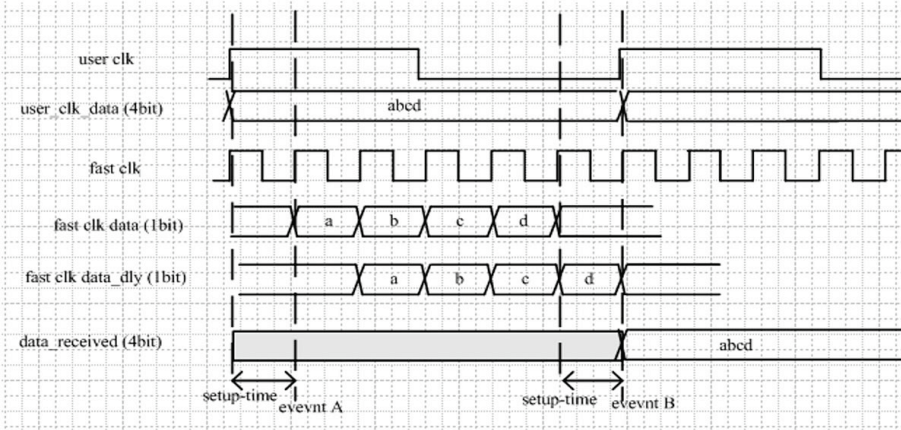 user clk
user_clk_data (4bit)
abcd
fast clk
fast clk data (1bit)
a b c d
fast clk data_dly (1bit)
a b c d
data_received (4bit)
abcd
setup-time
evevnt A
setup-time
evevnt B